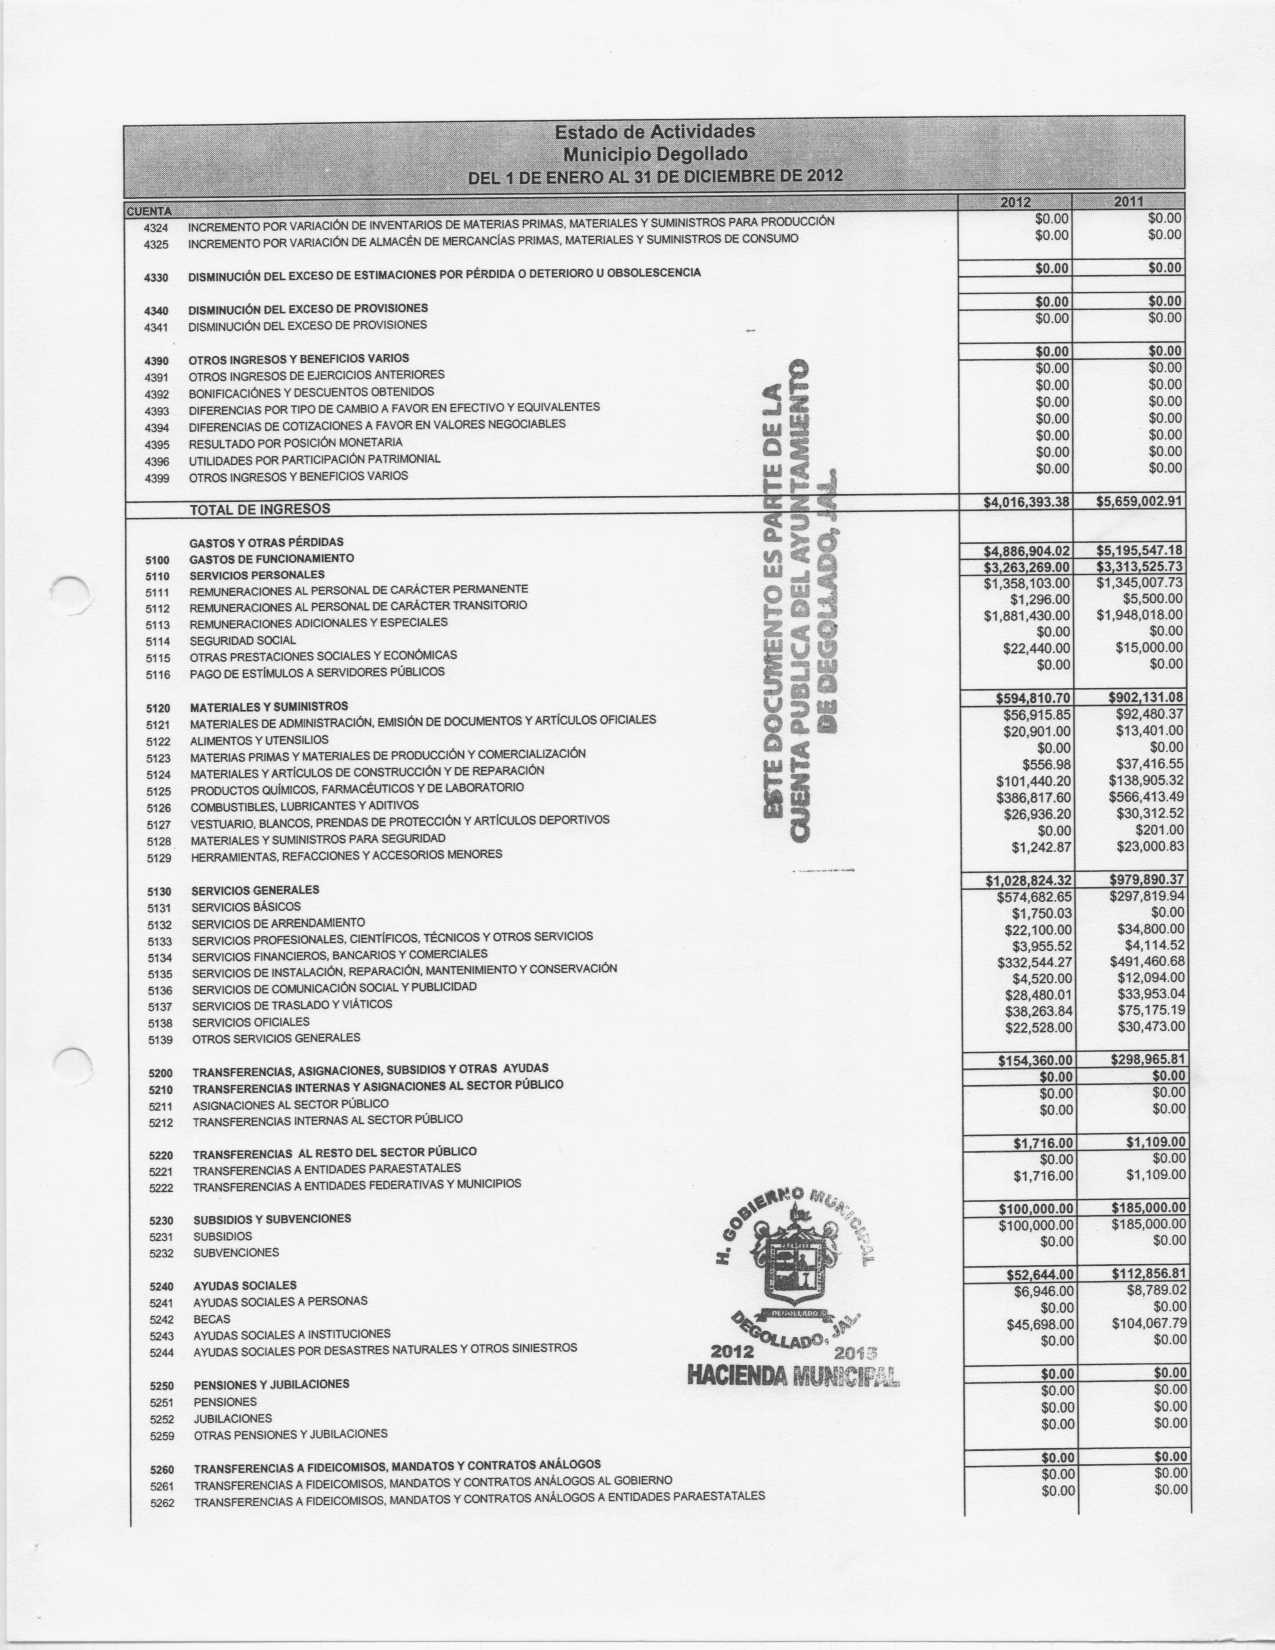 Estado de Actividades
Municipio Degollado
DEL 1 DE ENERO AL 31 DE DICIEMBRE DE 2012
CUENTA 2012 2011
4324 INCREMENTO POR VARIACIÓN DE INVENTARIOS DE MATERIAS PRIMAS, MATERIALES Y SUMINISTROS PARA PRODUCCIÓN $0.00 $0.00
4325 INCREMENTO POR VARIACIÓN DE ALMACÉN DE MERCANCÍAS PRIMAS, MATERIALES Y SUMINISTROS DE CONSUMO $0.00 $0.00
4330 DISMINUCIÓN DEL EXCESO DE ESTIMACIONES POR PÉRDIDA O DETERIORO U OBSOLESCENCIA $0.00 $0.00
4340 DISMINUCIÓN DEL EXCESO DE PROVISIONES $0.00 $0.00
4341 DISMINUCIÓN DEL EXCESO DE PROVISIONES $0.00 $0.00
4390 OTROS INGRESOS Y BENEFICIOS VARIOS $0.00 $0.00
4391 OTROS INGRESOS DE EJERCICIOS ANTERIORES $0.00 $0.00
4392 BONIFICACIÓNES Y DESCUENTOS OBTENIDOS $0.00 $0.00
4393 DIFERENCIAS POR TIPO DE CAMBIO A FAVOR EN EFECTIVO Y EQUIVALENTES $0.00 $0.00
4394 DIFERENCIAS DE COTIZACIONES A FAVOR EN VALORES NEGOCIABLES $0.00 $0.00
4395 RESULTADO POR POSICIÓN MONETARIA $0.00 $0.00
4396 UTILIDADES POR PARTICIPACIÓN PATRIMONIAL $0.00 $0.00
4399 OTROS INGRESOS Y BENEFICIOS VARIOS $0.00 $0.00
TOTAL DE INGRESOS $4,016,393.38 $5,659,002.91
GASTOS Y OTRAS PÉRDIDAS
5100 GASTOS DE FUNCIONAMIENTO $4,886,904.02 $5,195,547.18
5110 SERVICIOS PERSONALES $3,263,269.00 $3,313,525.73
5111 REMUNERACIONES AL PERSONAL DE CARÁCTER PERMANENTE $1,358,103.00 $1,345,007.73
5112 REMUNERACIONES AL PERSONAL DE CARÁCTER TRANSITORIO $1,296.00 $5,500.00
5113 REMUNERACIONES ADICIONALES Y ESPECIALES $1,881,430.00 $1,948,018.00
5114 SEGURIDAD SOCIAL $0.00 $0.00
5115 OTRAS PRESTACIONES SOCIALES Y ECONÓMICAS $22,440.00 $15,000.00
5116 PAGO DE ESTÍMULOS A SERVIDORES PÚBLICOS $0.00 $0.00
5120 MATERIALES Y SUMINISTROS $594,810.70 $902,131.08
5121 MATERIALES DE ADMINISTRACIÓN, EMISIÓN DE DOCUMENTOS Y ARTÍCULOS OFICIALES $56,915.85 $92,480.37
5122 ALIMENTOS Y UTENSILIOS $20,901.00 $13,401.00
5123 MATERIAS PRIMAS Y MATERIALES DE PRODUCCIÓN Y COMERCIALIZACIÓN $0.00 $0.00
5124 MATERIALES Y ARTÍCULOS DE CONSTRUCCIÓN Y DE REPARACIÓN $556.98 $37,416.55
5125 PRODUCTOS QUÍMICOS, FARMACÉUTICOS Y DE LABORATORIO $101,440.20 $138,905.32
5126 COMBUSTIBLES, LUBRICANTES Y ADITIVOS $386,817.60 $566,413.49
5127 VESTUARIO, BLANCOS, PRENDAS DE PROTECCIÓN Y ARTÍCULOS DEPORTIVOS $26,936.20 $30,312.52
5128 MATERIALES Y SUMINISTROS PARA SEGURIDAD $0.00 $201.00
5129 HERRAMIENTAS, REFACCIONES Y ACCESORIOS MENORES $1,242.87 $23,000.83
5130 SERVICIOS GENERALES $1,028,824.32 $979,890.37
5131 SERVICIOS BÁSICOS $574,682.65 $297,819.94
5132 SERVICIOS DE ARRENDAMIENTO $1,750.03 $0.00
5133 SERVICIOS PROFESIONALES, CIENTÍFICOS, TÉCNICOS Y OTROS SERVICIOS $22,100.00 $34,800.00
5134 SERVICIOS FINANCIEROS, BANCARIOS Y COMERCIALES $3,955.52 $4,114.52
5135 SERVICIOS DE INSTALACIÓN, REPARACIÓN, MANTENIMIENTO Y CONSERVACIÓN $332,544.27 $491,460.68
5136 SERVICIOS DE COMUNICACIÓN SOCIAL Y PUBLICIDAD $4,520.00 $12,094.00
5137 SERVICIOS DE TRASLADO Y VIÁTICOS $28,480.01 $33,953.04
5138 SERVICIOS OFICIALES $38,263.84 $75,175.19
5139 OTROS SERVICIOS GENERALES $22,528.00 $30,473.00
5200 TRANSFERENCIAS, ASIGNACIONES, SUBSIDIOS Y OTRAS AYUDAS $154,360.00 $298,965.81
5210 TRANSFERENCIAS INTERNAS Y ASIGNACIONES AL SECTOR PÚBLICO $0.00 $0.00
5211 ASIGNACIONES AL SECTOR PÚBLICO $0.00 $0.00
5212 TRANSFERENCIAS INTERNAS AL SECTOR PÚBLICO $0.00 $0.00
5220 TRANSFERENCIAS AL RESTO DEL SECTOR PÚBLICO $1,716.00 $1,109.00
5221 TRANSFERENCIAS A ENTIDADES PARAESTATALES $0.00 $0.00
5222 TRANSFERENCIAS A ENTIDADES FEDERATIVAS Y MUNICIPIOS $1,716.00 $1,109.00
5230 SUBSIDIOS Y SUBVENCIONES $100,000.00 $185,000.00
5231 SUBSIDIOS $100,000.00 $185,000.00
5232 SUBVENCIONES $0.00 $0.00
5240 AYUDAS SOCIALES $52,644.00 $112,856.81
5241 AYUDAS SOCIALES A PERSONAS $6,946.00 $8,789.02
5242 BECAS $0.00 $0.00
5243 AYUDAS SOCIALES A INSTITUCIONES $45,698.00 $104,067.79
5244 AYUDAS SOCIALES POR DESASTRES NATURALES Y OTROS SINIESTROS $0.00 $0.00
5250 PENSIONES Y JUBILACIONES $0.00 $0.00
5251 PENSIONES $0.00 $0.00
5252 JUBILACIONES $0.00 $0.00
5259 OTRAS PENSIONES Y JUBILACIONES $0.00 $0.00
5260 TRANSFERENCIAS A FIDEICOMISOS, MANDATOS Y CONTRATOS ANÁLOGOS $0.00 $0.00
5261 TRANSFERENCIAS A FIDEICOMISOS, MANDATOS Y CONTRATOS ANÁLOGOS AL GOBIERNO $0.00 $0.00
5262 TRANSFERENCIAS A FIDEICOMISOS, MANDATOS Y CONTRATOS ANÁLOGOS A ENTIDADES PARAESTATALES $0.00 $0.00
ESTE DOCUMENTO ES PARTE DE LA
CUENTA PUBLICA DEL AYUNTAMIENTO
DE DEGOLLADO, JAL.
H. GOBIERNO MUNICIPAL
DEGOLLADO
DEGOLLADO, JAL.
2012 2015
HACIENDA MUNICIPAL